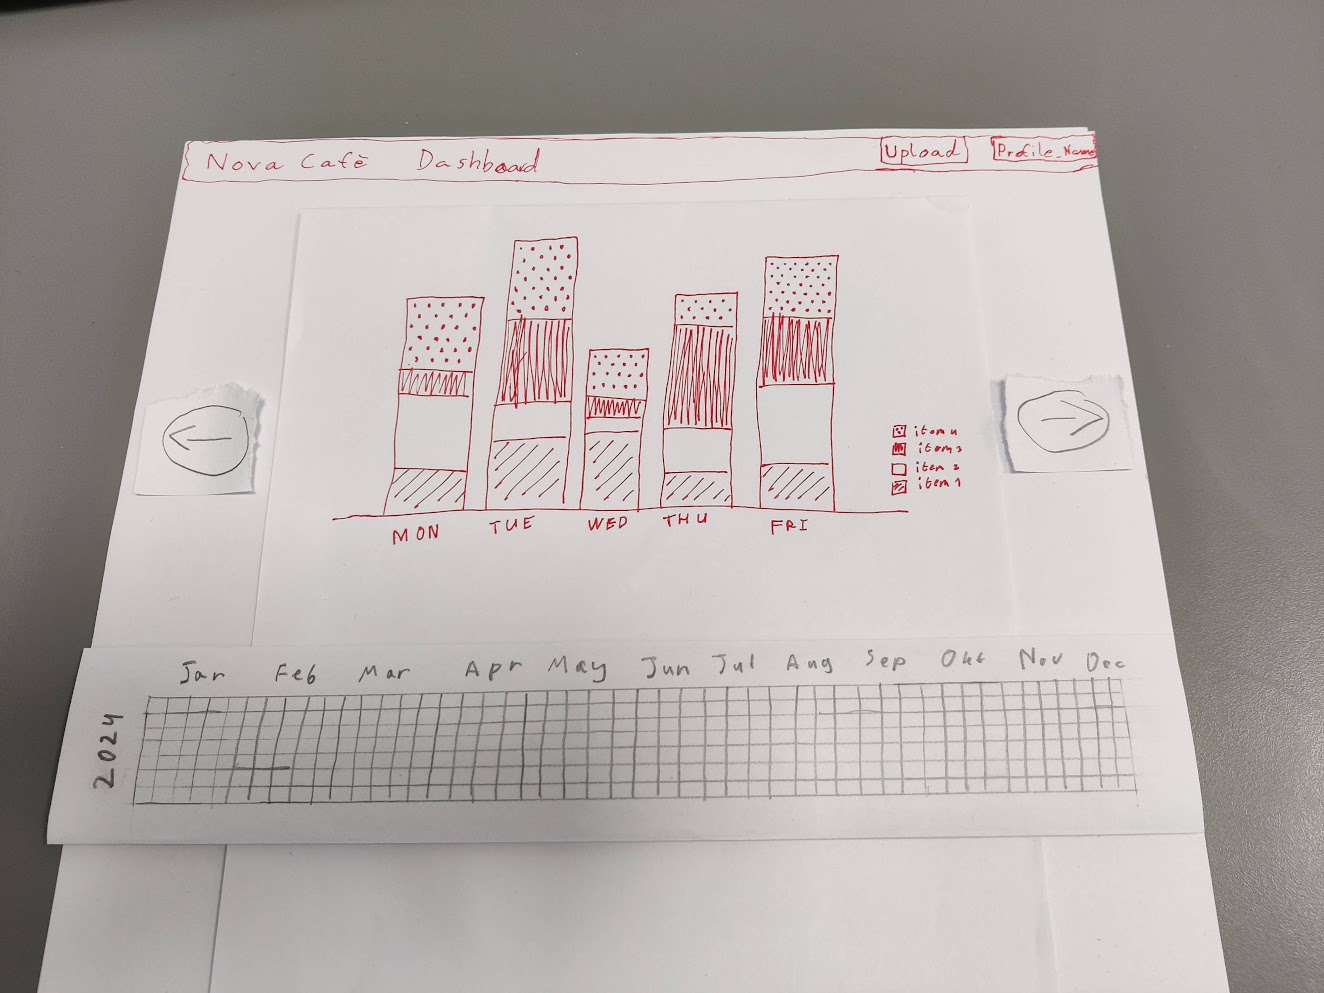 Nova Cafè Dashboard Upload Profile_Name
item 4
item 3
item 2
item 1
MON TUE WED THU FRI
Jan Feb Mar Apr May Jun Jul Aug Sep Okt Nov Dec
2024